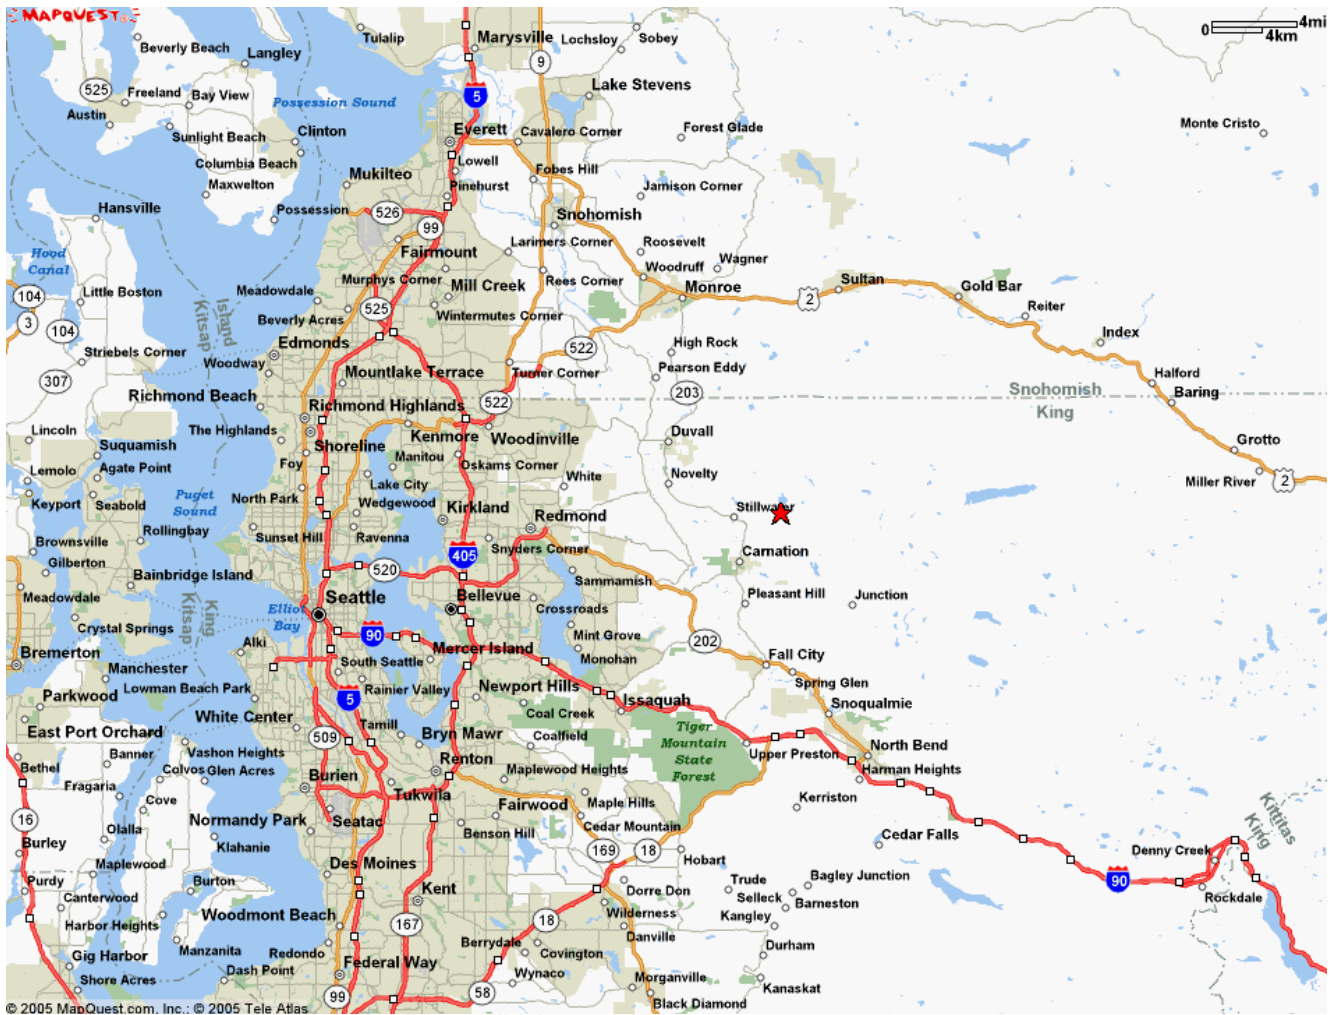 MAPQUEST
4mi
0
4km
Tulalip
Marysville
Lochsloy
Sobey
Beverly Beach
Langley
9
525
Freeland
Bay View
Possession Sound
5
Lake Stevens
Austin
Sunlight Beach
Clinton
Everett
Cavalero Corner
Forest Glade
Monte Cristo
Columbia Beach
Lowell
Maxwelton
Mukilteo
Pinehurst
Fobes Hill
Jamison Corner
Hansville
Possession
526
99
Snohomish
Hood
Canal
Fairmount
Larimers Corner
Roosevelt
Wagner
104
Little Boston
Murphys Corner
Mill Creek
Rees Corner
Woodruff
Monroe
2
Sultan
Gold Bar
Meadowdale
525
Island
Kitsap
3
104
Beverly Acres
Wintermutes Corner
Reiter
Index
Striebels Corner
Edmonds
522
High Rock
Woodway
Mountlake Terrace
Turner Corner
Pearson Eddy
Halford
307
Richmond Beach
Richmond Highlands
522
203
Snohomish
King
Baring
Lincoln
The Highlands
Shoreline
Kenmore
Woodinville
Duvall
Grotto
Squamish
Foy
Manitou
Oskams Corner
Lemolo
Agate Point
Lake City
White
Novelty
Miller River
2
Keyport
Seabold
Puget
Sound
North Park
Wedgewood
Kirkland
Redmond
Stillwater
Rollingbay
Sunset Hill
Ravenna
Snyders Corner
Brownsville
405
Carnation
Gilberton
Bainbridge Island
520
Sammamish
Meadowdale
Seattle
Bellevue
Crossroads
Pleasant Hill
Junction
King
Kitsap
Elliot
Bay
Crystal Springs
Alki
90
Mercer Island
Mint Grove
202
Bremerton
Manchester
South Seattle
Monohan
Fall City
Parkwood
Lowman Beach Park
Rainier Valley
Newport Hills
Issaquah
Spring Glen
5
White Center
Coal Creek
Snoqualmie
East Port Orchard
Tamill
Bryn Mawr
Coalfield
Tiger
Mountain
State
Forest
Banner
Vashon Heights
509
Renton
Upper Preston
North Bend
Bethel
Colvos
Glen Acres
Burien
Maplewood Heights
Harman Heights
Fragaria
Cove
Tukwila
Fairwood
Maple Hills
Kerriston
16
Olalla
Normandy Park
Seatac
Benson Hill
Cedar Mountain
Cedar Falls
Kittitas
King
Burley
Klahanie
169
18
Denny Creek
Maplewood
Des Moines
Hobart
Purdy
Burton
Kent
Dorre Don
Trude
Bagley Junction
90
Canterwood
Selleck
Barneston
Rockdale
Harbor Heights
Woodmont Beach
167
18
Wilderness
Kangley
Manzanita
Redondo
Berrydale
Danville
Durham
Gig Harbor
Dash Point
Federal Way
Covington
Shore Acres
Wynaco
Morganville
Kanaskat
99
58
Black Diamond
© 2005 MapQuest.com, Inc.; © 2005 Tele Atlas